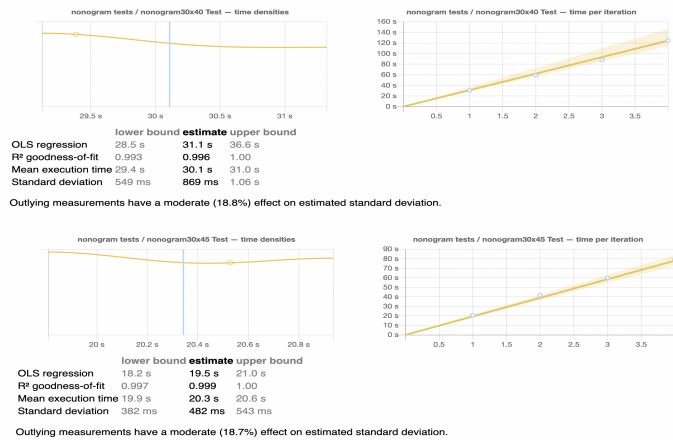 nonogram tests / nonogram30x40 Test — time densities
29.5 s 30 s 30.5 s 31 s
nonogram tests / nonogram30x40 Test — time per iteration
160 s
140 s
120 s
100 s
80 s
60 s
40 s
20 s
0 s
0.5 1 1.5 2 2.5 3 3.5
lower bound estimate upper bound
OLS regression 28.5 s 31.1 s 36.6 s
R² goodness-of-fit 0.993 0.996 1.00
Mean execution time 29.4 s 30.1 s 31.0 s
Standard deviation 549 ms 869 ms 1.06 s
Outlying measurements have a moderate (18.8%) effect on estimated standard deviation.
nonogram tests / nonogram30x45 Test — time densities
20 s 20.2 s 20.4 s 20.6 s 20.8 s
nonogram tests / nonogram30x45 Test — time per iteration
90 s
80 s
70 s
60 s
50 s
40 s
30 s
20 s
10 s
0 s
0.5 1 1.5 2 2.5 3 3.5
lower bound estimate upper bound
OLS regression 18.2 s 19.5 s 21.0 s
R² goodness-of-fit 0.997 0.999 1.00
Mean execution time 19.9 s 20.3 s 20.6 s
Standard deviation 382 ms 482 ms 543 ms
Outlying measurements have a moderate (18.7%) effect on estimated standard deviation.